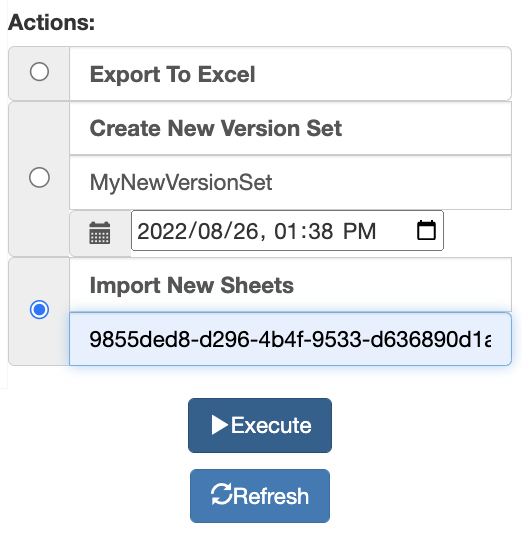 Actions:
Export To Excel
Create New Version Set
MyNewVersionSet
2022/08/26, 01:38 PM
Import New Sheets
9855ded8-d296-4b4f-9533-d636890d1a
Execute
Refresh